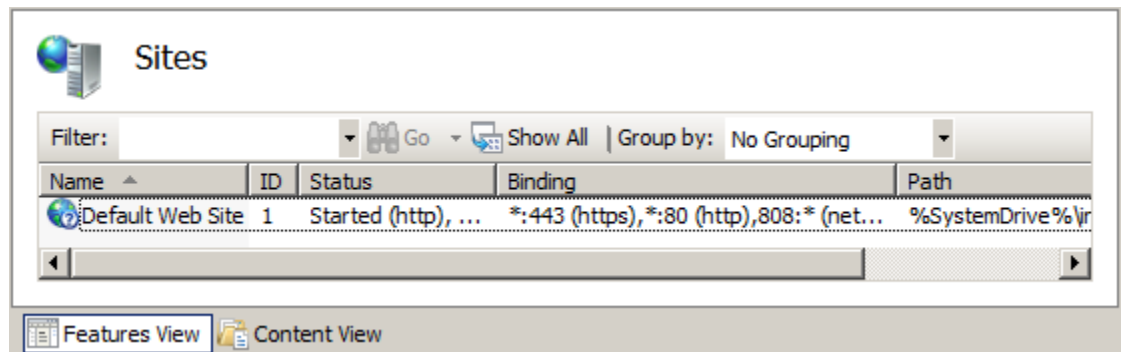 Sites
Filter: Go Show All | Group by: No Grouping
Name ID Status Binding Path
Default Web Site 1 Started (http), ... *:443 (https),*:80 (http),808:* (net... %SystemDrive%\in
Features View Content View